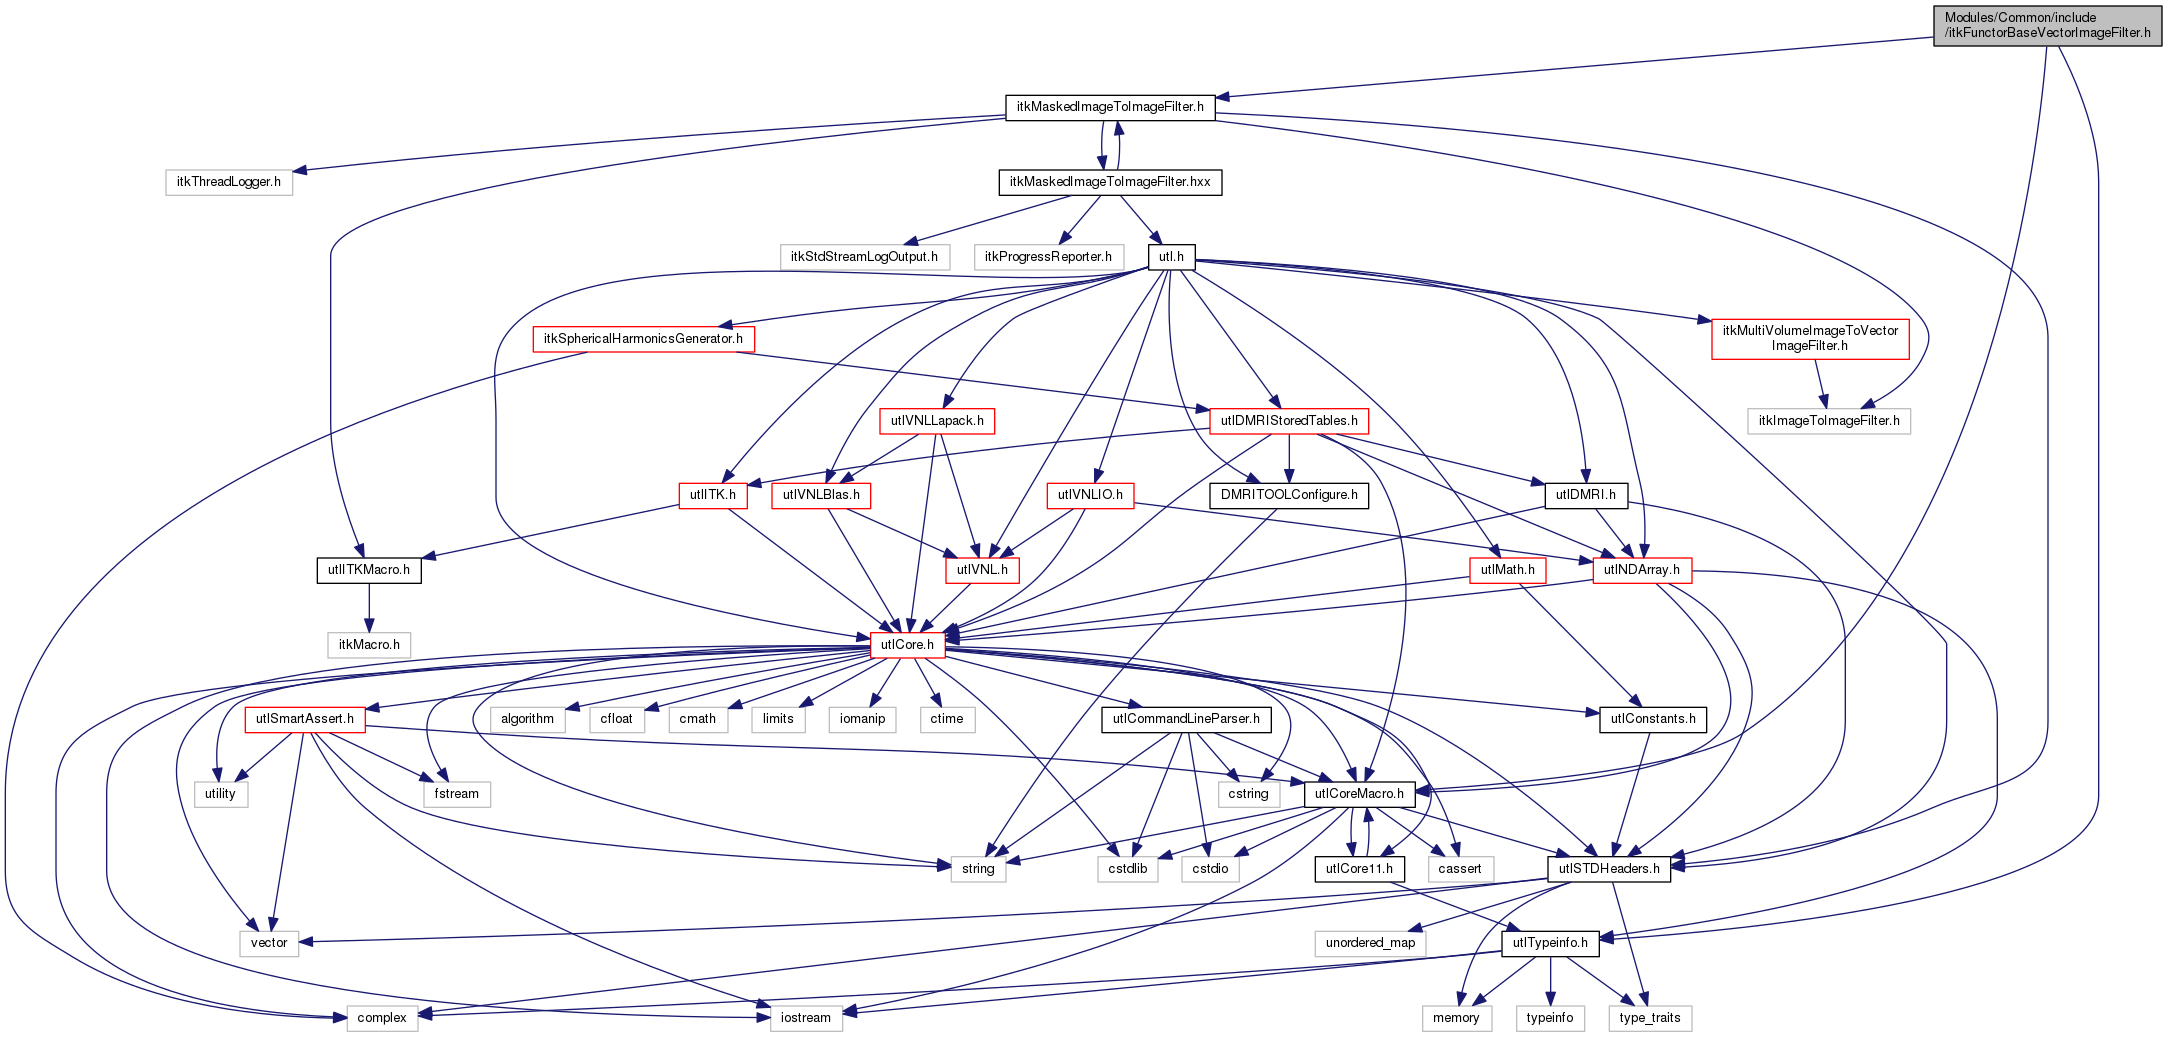 Modules/Common/include
/itkFunctorBaseVectorImageFilter.h
itkMaskedImageToImageFilter.h
itkThreadLogger.h
itkMaskedImageToImageFilter.hxx
itkStdStreamLogOutput.h
itkProgressReporter.h
utl.h
itkSphericalHarmonicsGenerator.h
itkMultiVolumeImageToVector
ImageFilter.h
utlVNLLapack.h
utlDMRIStoredTables.h
itkImageToImageFilter.h
utlITK.h
utlVNLBlas.h
utlVNLIO.h
DMRITOOLConfigure.h
utlDMRI.h
utlITKMacro.h
utlVNL.h
utlMath.h
utlNDArray.h
itkMacro.h
utlCore.h
utlSmartAssert.h
algorithm
cfloat
cmath
limits
iomanip
ctime
utlCommandLineParser.h
utlConstants.h
utility
fstream
cstring
utlCoreMacro.h
string
cstdlib
cstdio
utlCore11.h
cassert
utlSTDHeaders.h
vector
unordered_map
utlTypeinfo.h
complex
iostream
memory
typeinfo
type_traits